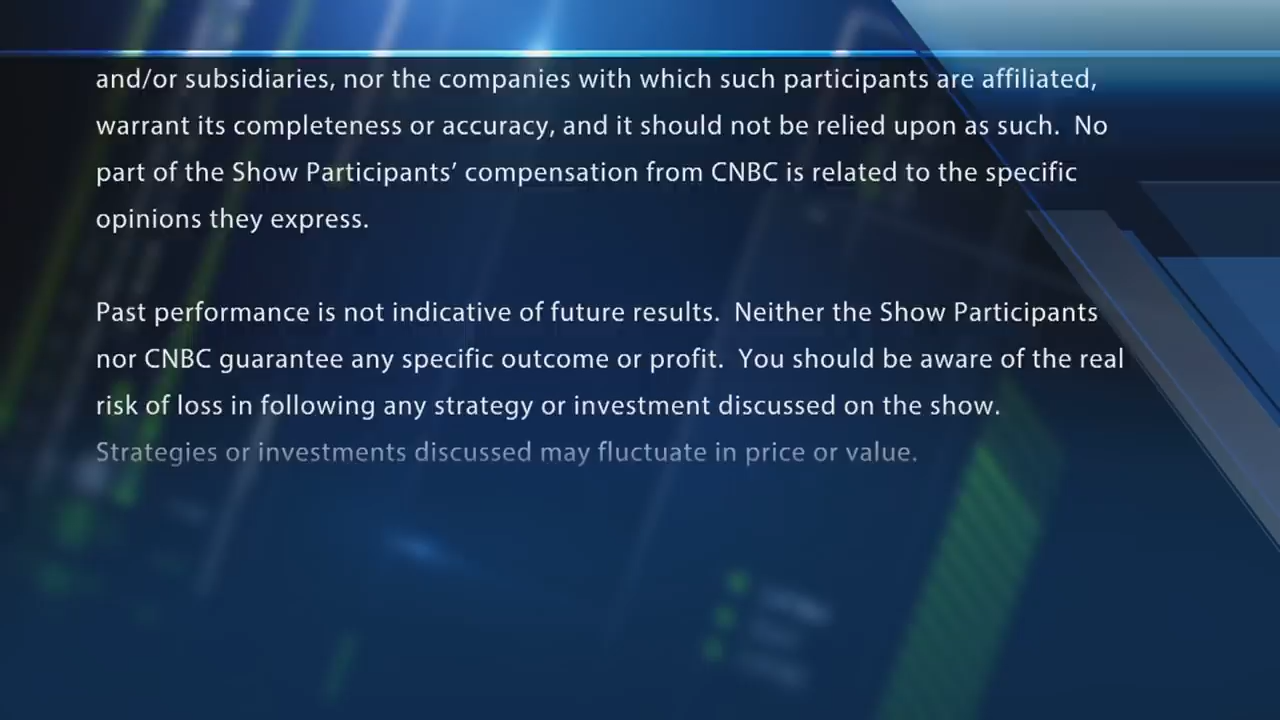 and/or subsidiaries, nor the companies with which such participants are affiliated,
warrant its completeness or accuracy, and it should not be relied upon as such.  No
part of the Show Participants’ compensation from CNBC is related to the specific
opinions they express.
Past performance is not indicative of future results.  Neither the Show Participants
nor CNBC guarantee any specific outcome or profit.  You should be aware of the real
risk of loss in following any strategy or investment discussed on the show.
Strategies or investments discussed may fluctuate in price or value.